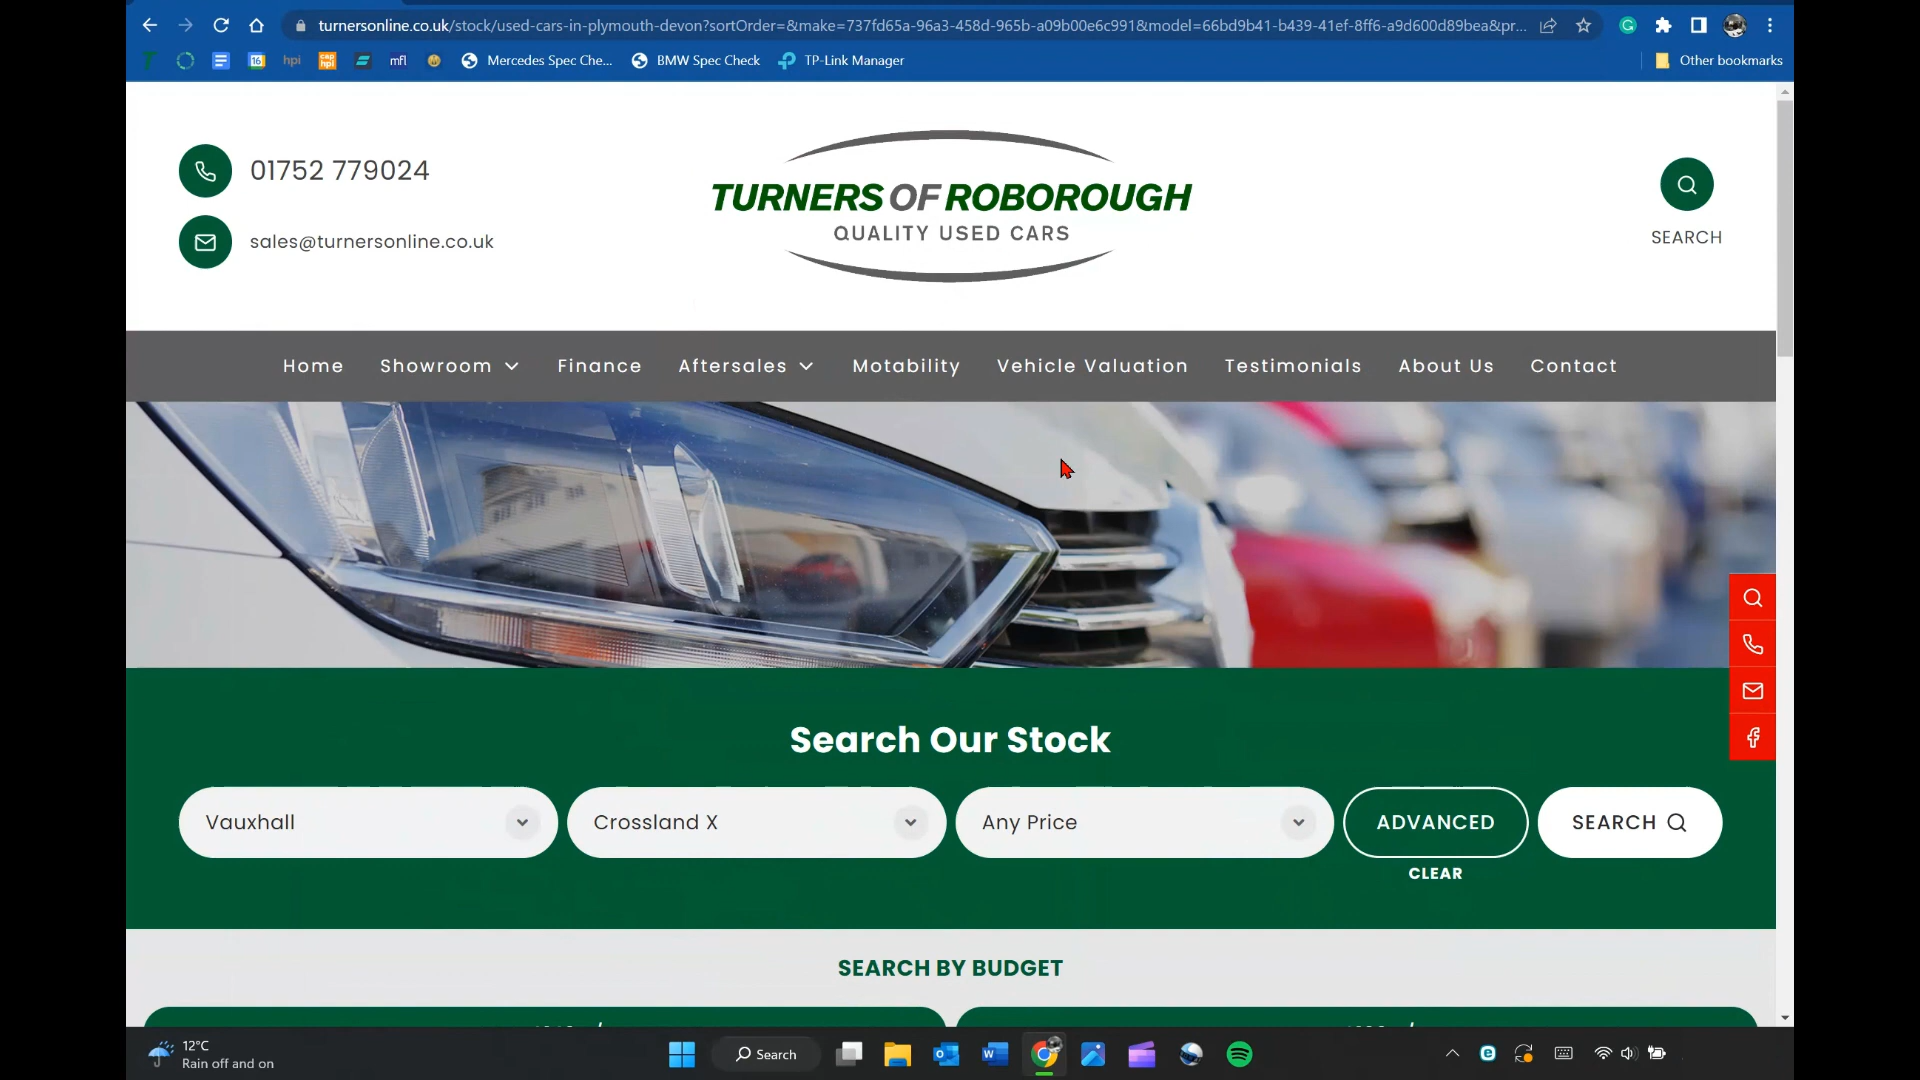 turnersonline.co.uk/stock/used-cars-in-plymouth-devon?sortOrder=&make=737fd65a-96a3-458d-965b-a09b00e6c991&model=66bd9b41-b439-41ef-8ff6-a9d600d89bea&pr...
16 hpi cap hpi mfl Mercedes Spec Che... BMW Spec Check TP-Link Manager Other bookmarks
01752 779024
sales@turnersonline.co.uk
TURNERS OF ROBOROUGH
QUALITY USED CARS
SEARCH
Home Showroom Finance Aftersales Motability Vehicle Valuation Testimonials About Us Contact
Search Our Stock
Vauxhall Crossland X Any Price ADVANCED SEARCH
CLEAR
SEARCH BY BUDGET
12°C
Rain off and on
Search